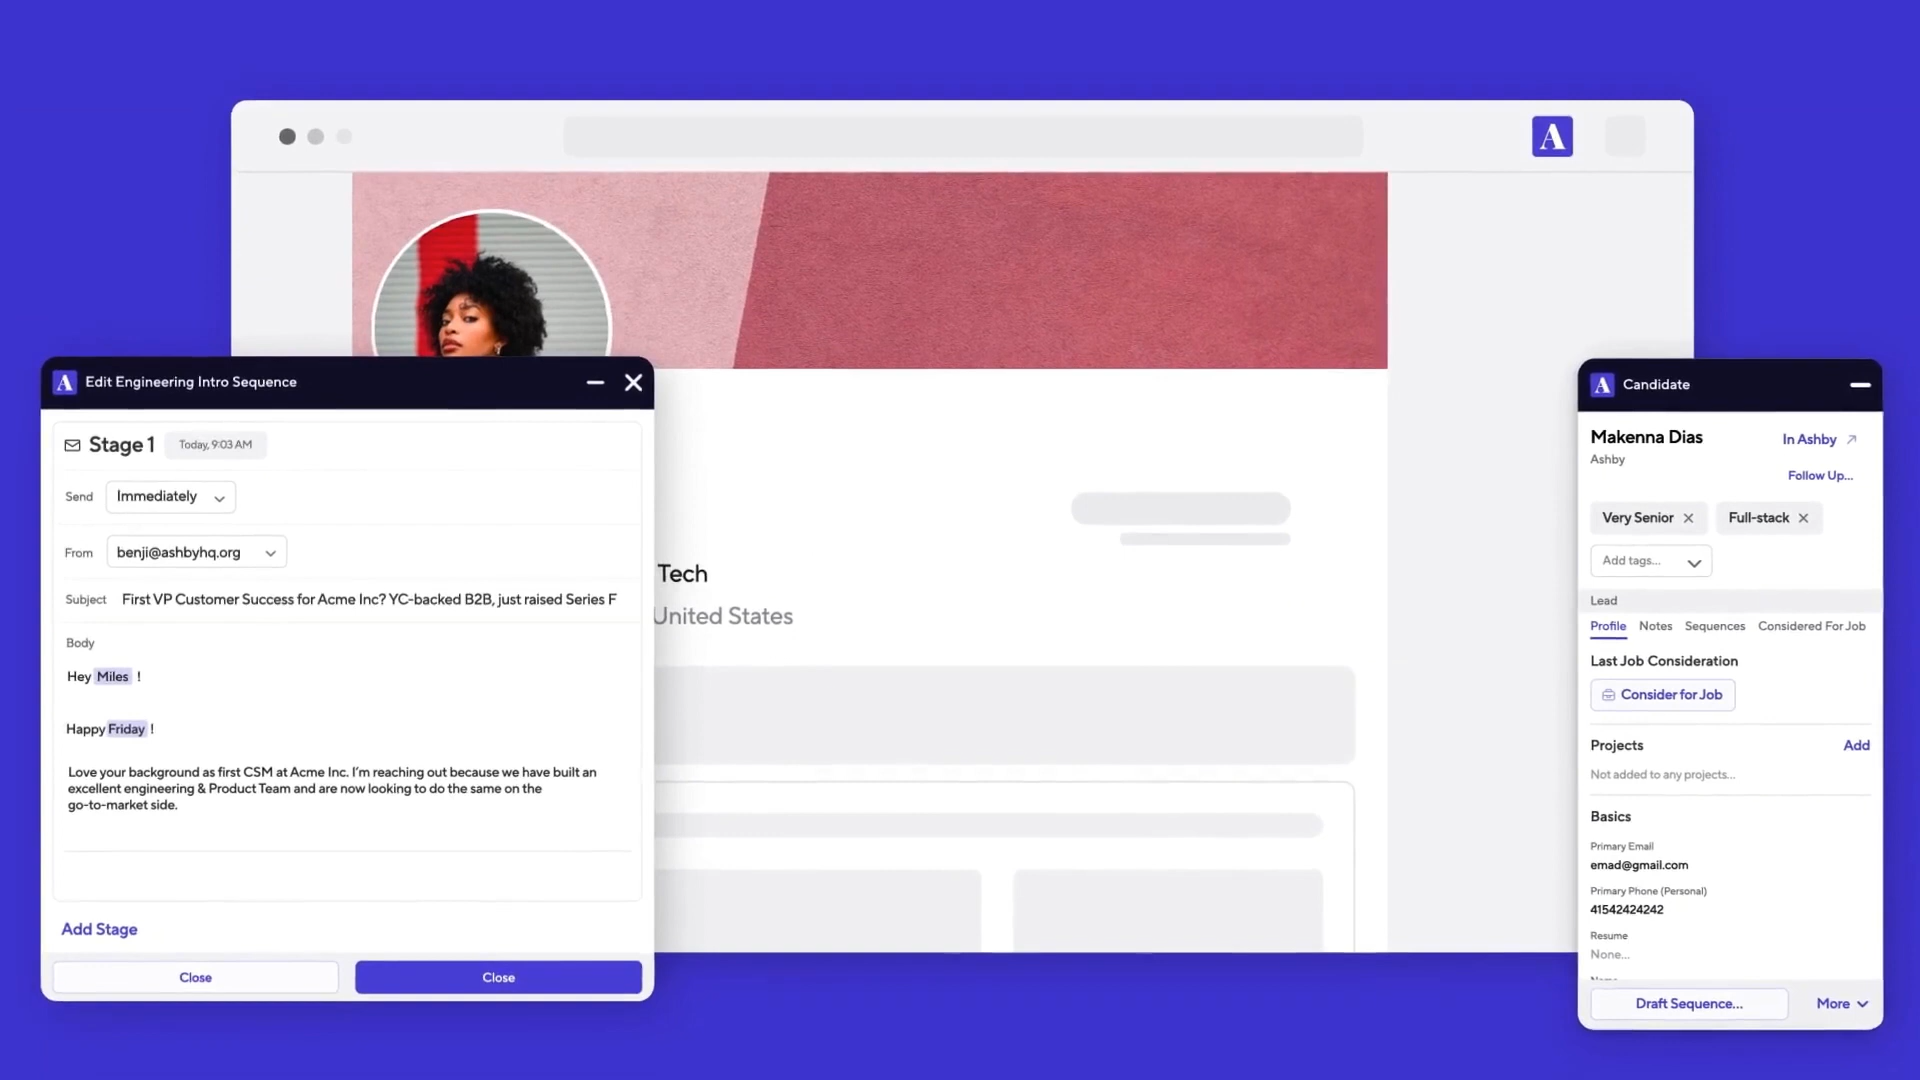 A
A Edit Engineering Intro Sequence
Stage 1 Today, 9:03 AM
Send Immediately
From benji@ashbyhq.org
Subject First VP Customer Success for Acme Inc? YC-backed B2B, just raised Series F
Body
Hey Miles !
Happy Friday !
Love your background as first CSM at Acme Inc. I'm reaching out because we have built an
excellent engineering & Product Team and are now looking to do the same on the
go-to-market side.
Add Stage
Close Close
Tech
United States
A Candidate
Makenna Dias In Ashby
Ashby
Follow Up...
Very Senior Full-stack
Add tags...
Lead
Profile Notes Sequences Considered For Job
Last Job Consideration
Consider for Job
Projects Add
Not added to any projects...
Basics
Primary Email
emad@gmail.com
Primary Phone (Personal)
41542424242
Resume
None...
Draft Sequence... More